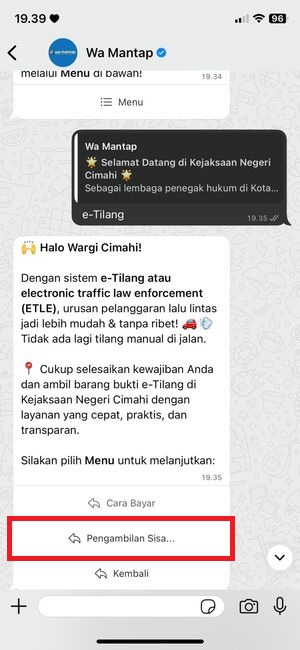 19.39
96
Wa Mantap
melalui Menu di bawah!
19.34
Menu
Wa Mantap
🌟 Selamat Datang di Kejaksaan Negeri
Cimahi 🌟
Sebagai lembaga penegak hukum di Kota...
e-Tilang
19.35
🙌 Halo Wargi Cimahi!
Dengan sistem e-Tilang atau
electronic traffic law enforcement
(ETLE), urusan pelanggaran lalu lintas
jadi lebih mudah & tanpa ribet! 🚗💨
Tidak ada lagi tilang manual di jalan.
📍 Cukup selesaikan kewajiban Anda
dan ambil barang bukti e-Tilang di
Kejaksaan Negeri Cimahi dengan
layanan yang cepat, praktis, dan
transparan.
Silakan pilih Menu untuk melanjutkan:
19.35
Cara Bayar
Pengambilan Sisa...
Kembali